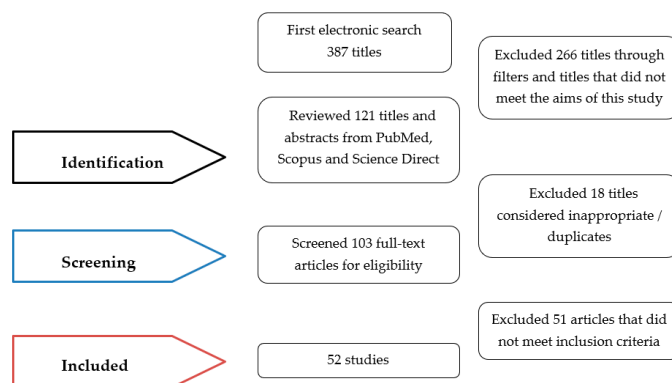 First electronic search
387 titles
Excluded 266 titles through
filters and titles that did not
meet the aims of this study
Reviewed 121 titles and
abstracts from PubMed,
Scopus and Science Direct
Identification
Excluded 18 titles
considered inappropriate /
duplicates
Screened 103 full-text
articles for eligibility
Screening
Excluded 51 articles that did
not meet inclusion criteria
52 studies
Included